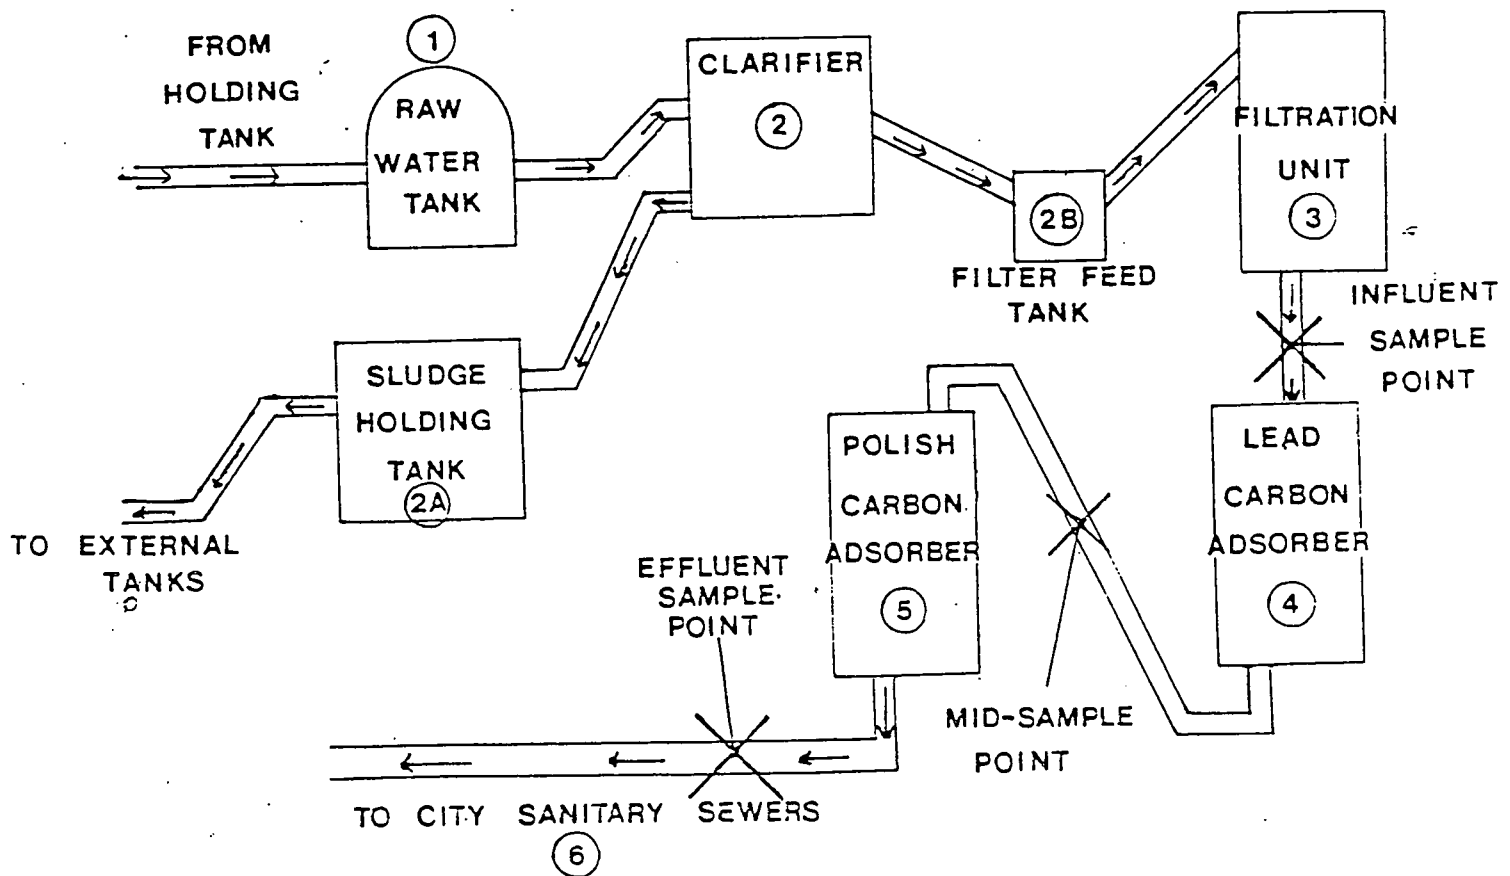 FROM
HOLDING
TANK
1
RAW
WATER
TANK
CLARIFIER
2
2B
FILTER FEED
TANK
FILTRATION
UNIT
3
INFLUENT
SAMPLE
POINT
SLUDGE
HOLDING
TANK
2A
TO EXTERNAL
TANKS
LEAD
CARBON
ADSORBER
4
MID-SAMPLE
POINT
POLISH
CARBON
ADSORBER
5
EFFLUENT
SAMPLE
POINT
TO CITY SANITARY SEWERS
6